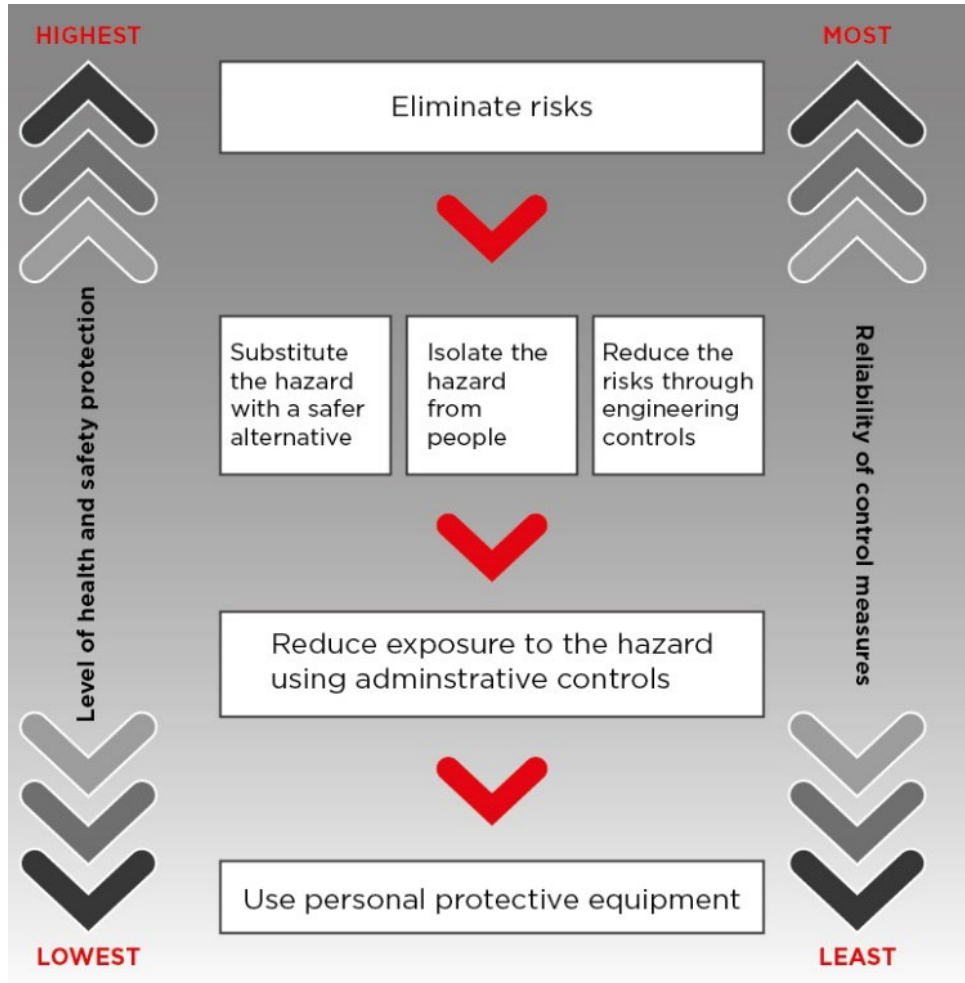 HIGHEST
MOST
Eliminate risks
Level of health and safety protection
Reliability of control measures
Substitute
the hazard
with a safer
alternative
Isolate the
hazard
from
people
Reduce the
risks through
engineering
controls
Reduce exposure to the hazard
using adminstrative controls
Use personal protective equipment
LOWEST
LEAST